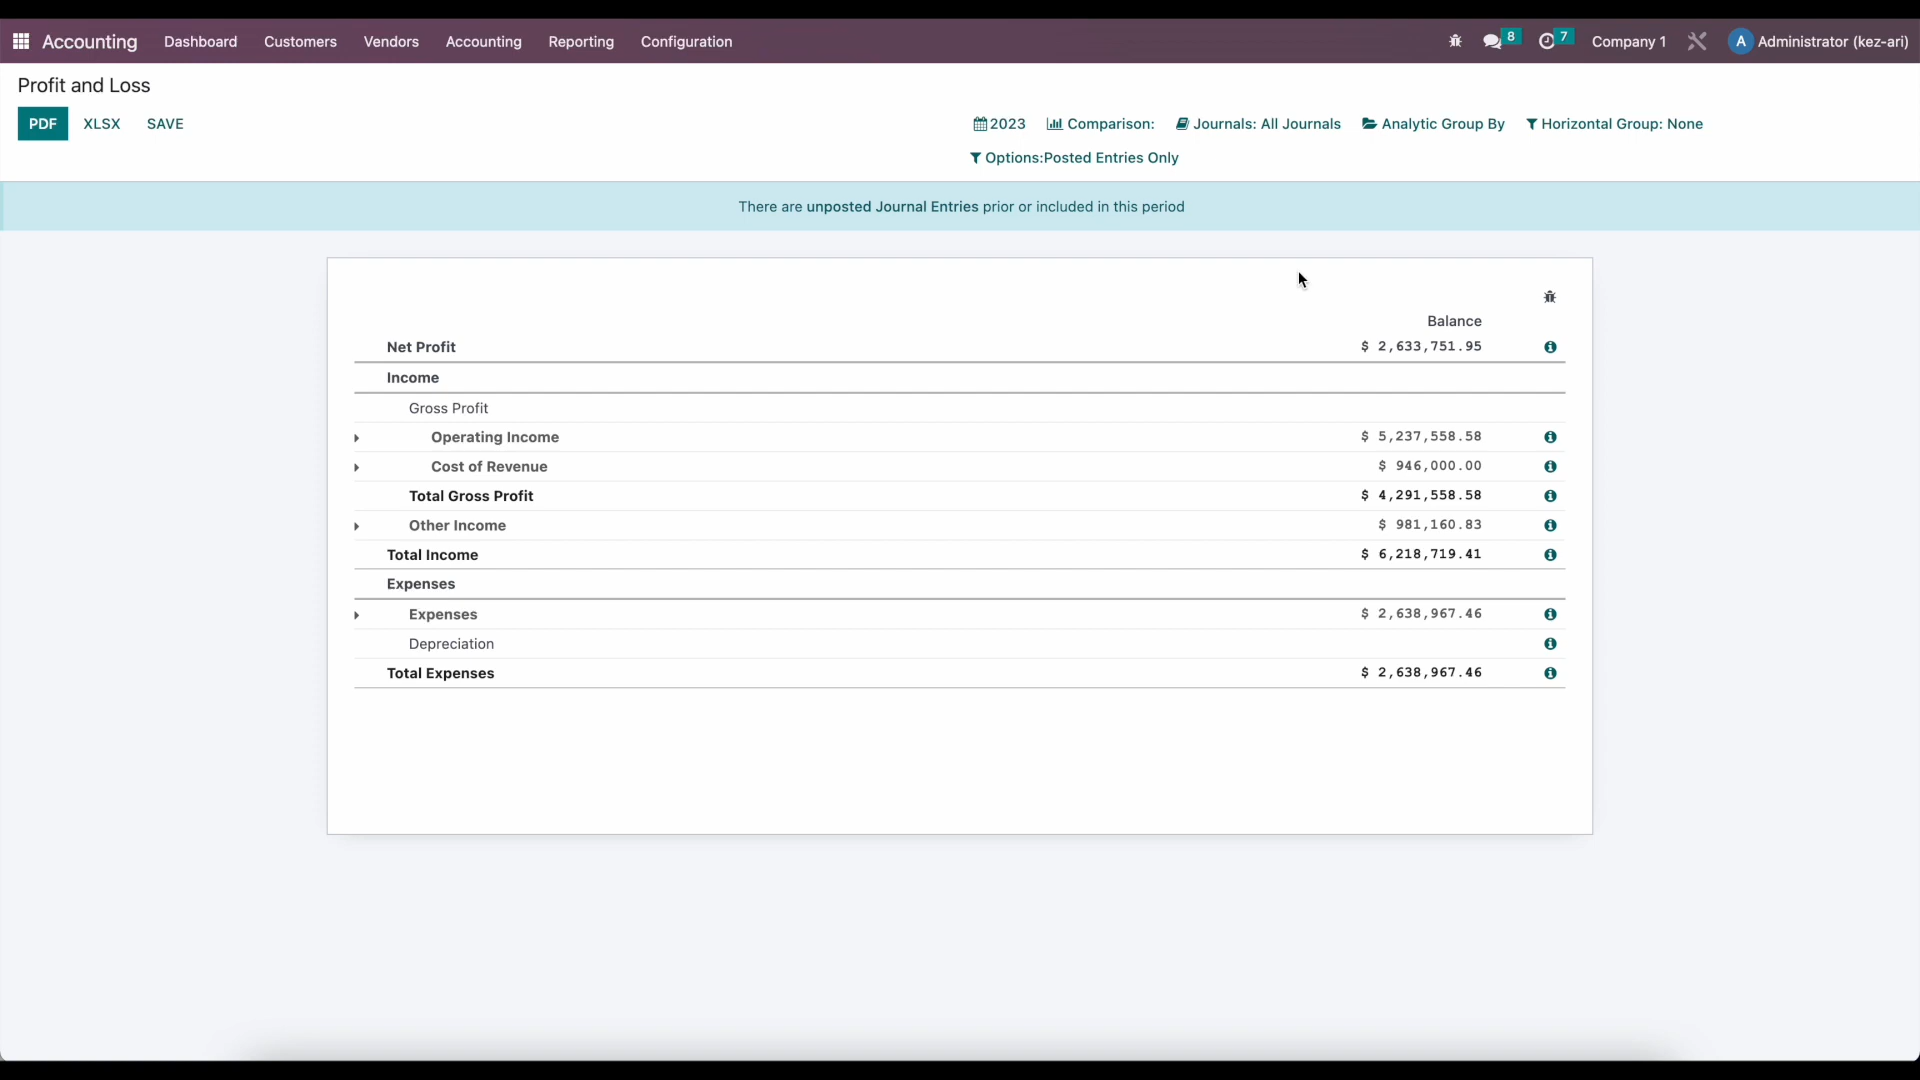 Accounting Dashboard Customers Vendors Accounting Reporting Configuration 8 7 Company 1 A Administrator (kez-ari)
Profit and Loss
PDF XLSX SAVE 2023 Comparison: Journals: All Journals Analytic Group By Horizontal Group: None
Options:Posted Entries Only
There are unposted Journal Entries prior or included in this period
Balance
Net Profit $ 2,633,751.95
Income
Gross Profit
Operating Income $ 5,237,558.58
Cost of Revenue $ 946,000.00
Total Gross Profit $ 4,291,558.58
Other Income $ 981,160.83
Total Income $ 6,218,719.41
Expenses
Expenses $ 2,638,967.46
Depreciation
Total Expenses $ 2,638,967.46